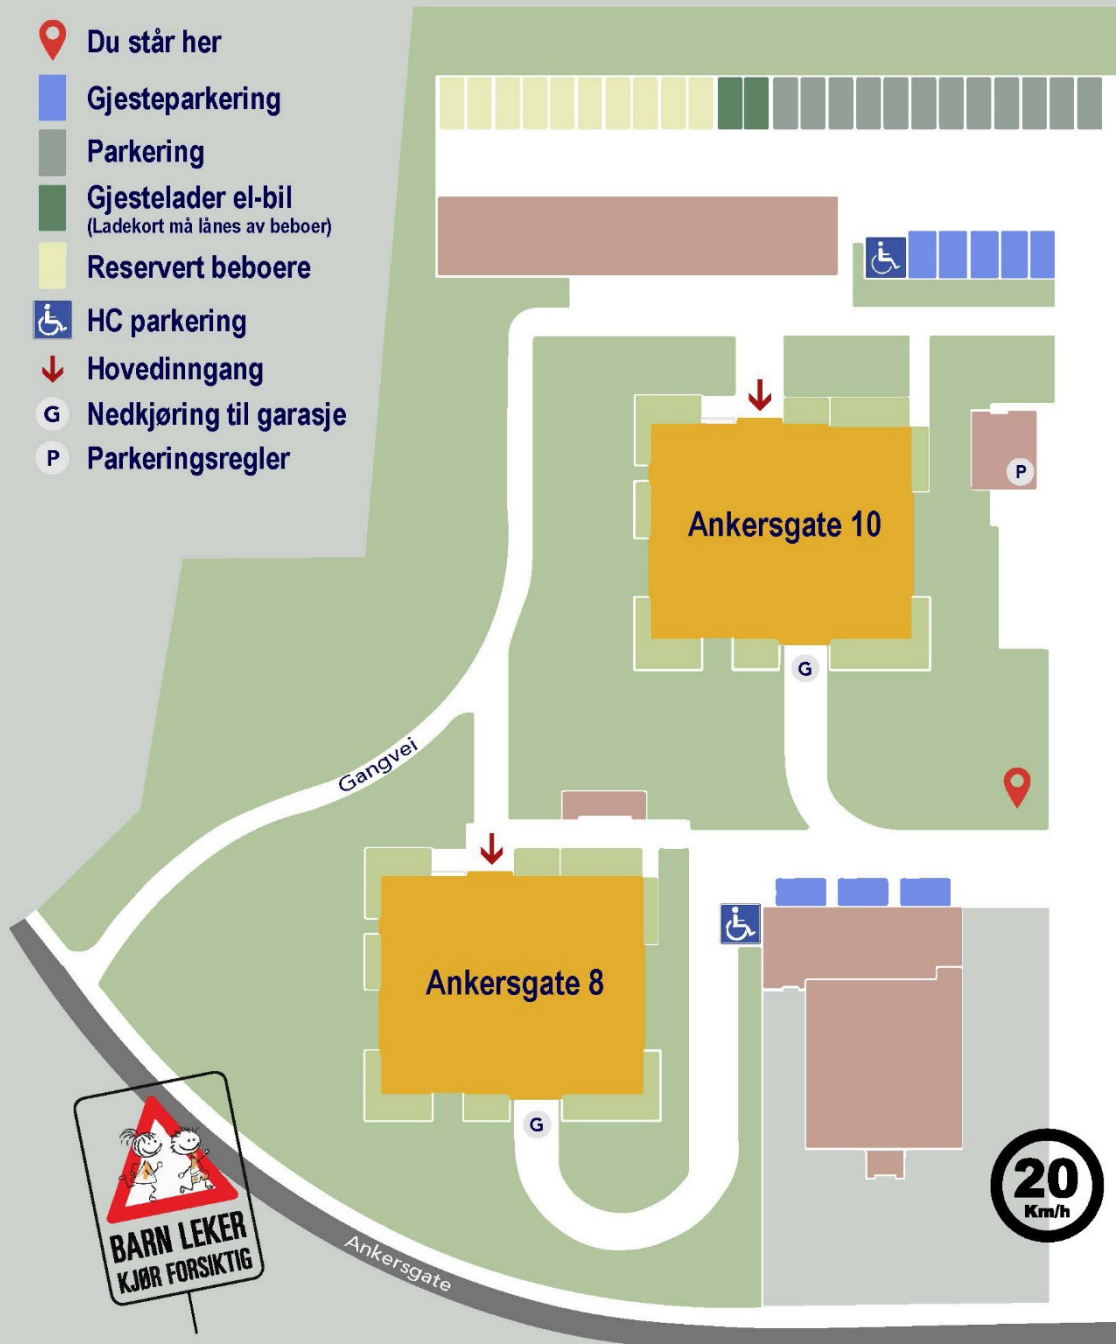 Du står her
Gjesteparkering
Parkering
Gjestelader el-bil
(Ladekort må lånes av beboer)
Reservert beboere
HC parkering
Hovedinngang
G Nedkjøring til garasje
P Parkeringsregler
P
Ankersgate 10
G
Gangvei
Ankersgate 8
G
BARN LEKER
KJØR FORSIKTIG
Ankersgate
20
Km/h